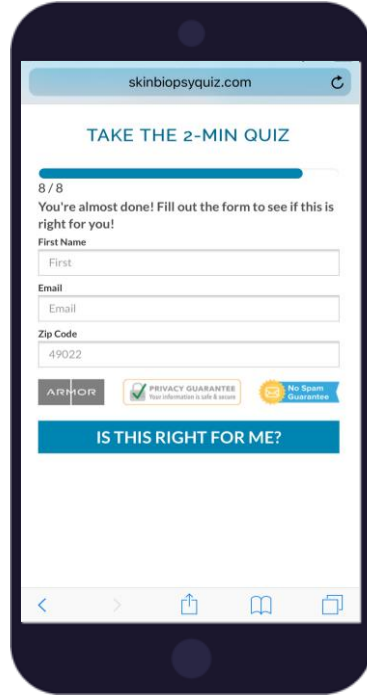 skinbiopsyquiz.com
TAKE THE 2-MIN QUIZ
8 / 8
You're almost done! Fill out the form to see if this is
right for you!
First Name
First
Email
Email
Zip Code
49022
ARMOR
PRIVACY GUARANTEE
Your information is safe & secure
No Spam
Guarantee
IS THIS RIGHT FOR ME?